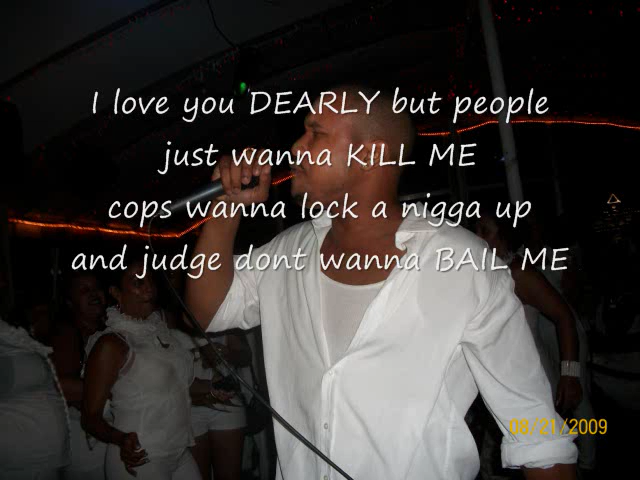 I love you DEARLY but people
just wanna KILL ME
cops wanna lock a nigga up
and judge dont wanna BAIL ME
08/21/2009